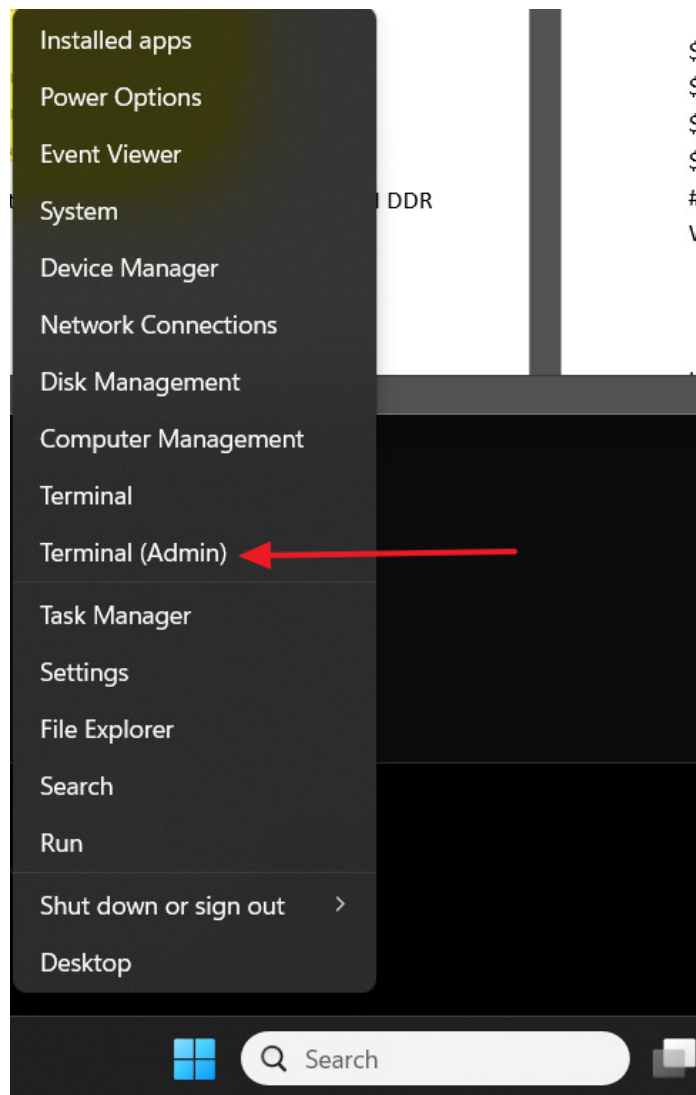 Installed apps
Power Options
Event Viewer
System
DDR
Device Manager
Network Connections
Disk Management
Computer Management
Terminal
Terminal (Admin)
Task Manager
Settings
File Explorer
Search
Run
Shut down or sign out
Desktop
Search
$
$
$
$
#